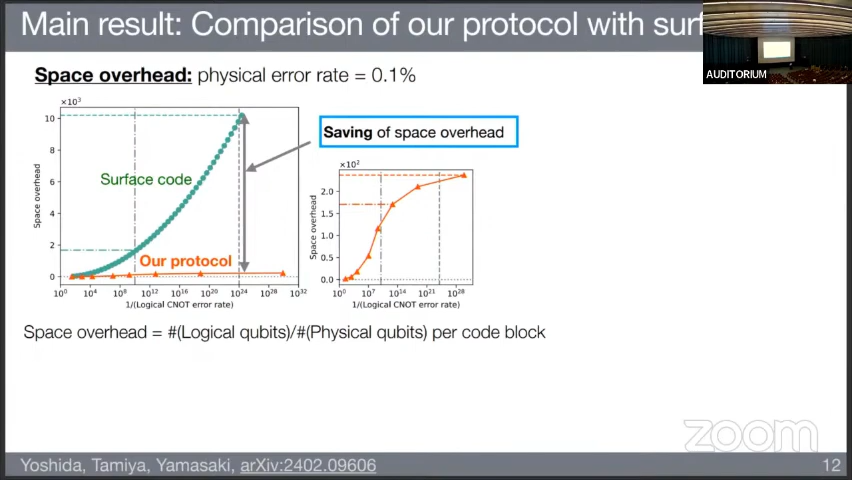 Main result: Comparison of our protocol with
AUDITORIUM
Space overhead: physical error rate = 0.1%
×10³
10
8
6
4
2
0
Space overhead
Surface code
Our protocol
10⁰ 10⁴ 10⁸ 10¹² 10¹⁶ 10²⁰ 10²⁴ 10²⁸ 10³²
1/(Logical CNOT error rate)
Saving of space overhead
×10²
2.0
1.5
1.0
0.5
0.0
Space overhead
10⁰ 10⁷ 10¹⁴ 10²¹ 10²⁸
1/(Logical CNOT error rate)
Space overhead = #(Logical qubits)/#(Physical qubits) per code block
zoom
Yoshida, Tamiya, Yamasaki, arXiv:2402.09606
12